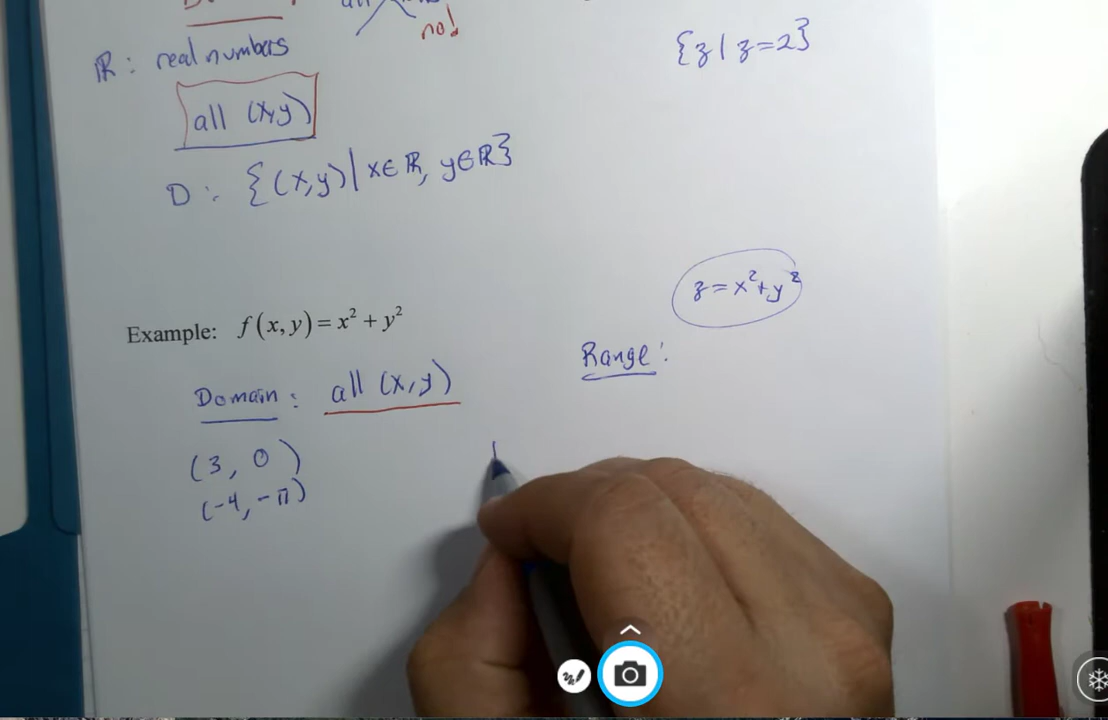 no!
ℝ: real numbers
{z | z=2}
all (x,y)
D: {(x,y) | x∈ℝ, y∈ℝ}
z = x²+y²
Example: f(x, y) = x² + y²
Range:
Domain: all (x,y)
(3, 0)
(-4, -π)